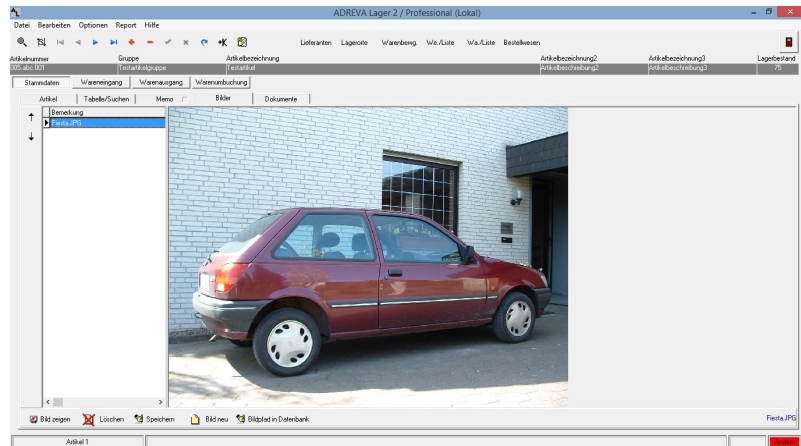 ADREVA Lager 2 / Professional (Lokal)
Datei Bearbeiten Optionen Report Hilfe
Lieferanten Lagerorte Warenbewg. We./Liste Wa./Liste Bestellwesen
Artikelnummer Gruppe Artikelbezeichnung Artikelbezeichnung2 Artikelbezeichnung3 Lagerbestand
005 abc 001 Testartikelgruppe Testartikel Artikelbeschreibung2 Artikelbeschreibung3 75
Stammdaten Wareneingang Warenausgang Warenumbuchung
Artikel Tabelle/Suchen Memo Bilder Dokumente
Bemerkung
Fiesta.JPG
Bild zeigen Löschen Speichern Bild neu Bildpfad in Datenbank Fiesta.JPG
Artikel 1 Ändern